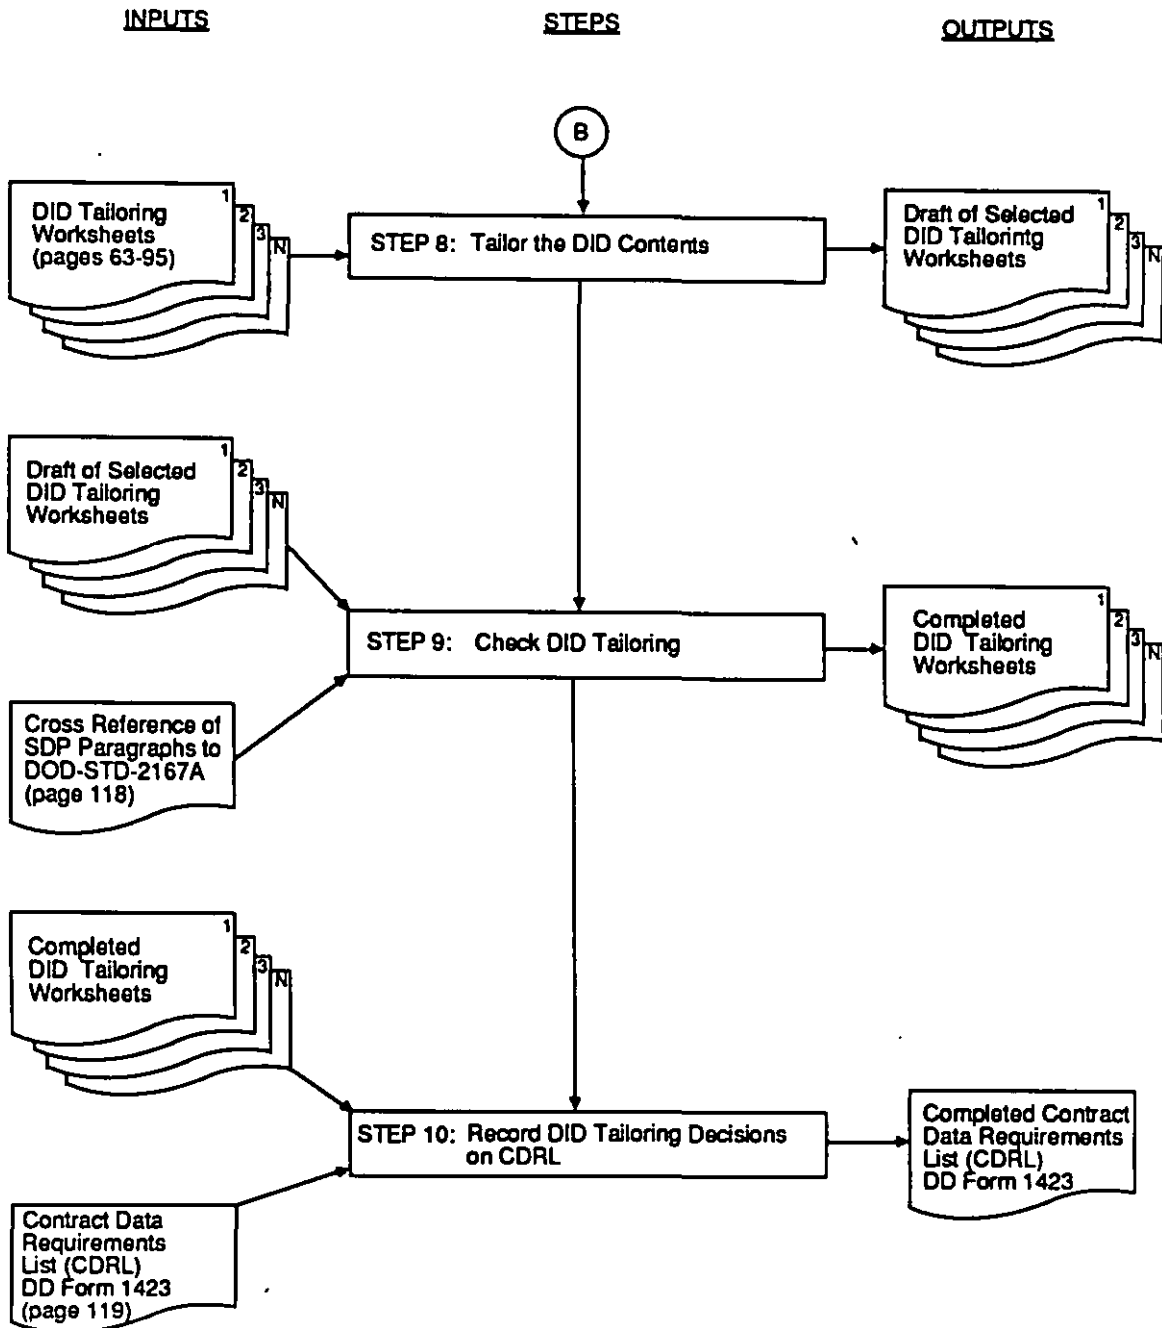 INPUTS
STEPS
OUTPUTS
B
DID Tailoring
Worksheets
(pages 63-95)
1
2
3
N
STEP 8: Tailor the DID Contents
Draft of Selected
DID Tailorintg
Worksheets
1
2
3
N
Draft of Selected
DID Tailoring
Worksheets
1
2
3
N
STEP 9: Check DID Tailoring
Completed
DID Tailoring
Worksheets
1
2
3
N
Cross Reference of
SDP Paragraphs to
DOD-STD-2167A
(page 118)
Completed
DID Tailoring
Worksheets
1
2
3
N
STEP 10: Record DID Tailoring Decisions
on CDRL
Completed Contract
Data Requirements
List (CDRL)
DD Form 1423
Contract Data
Requirements
List (CDRL)
DD Form 1423
(page 119)